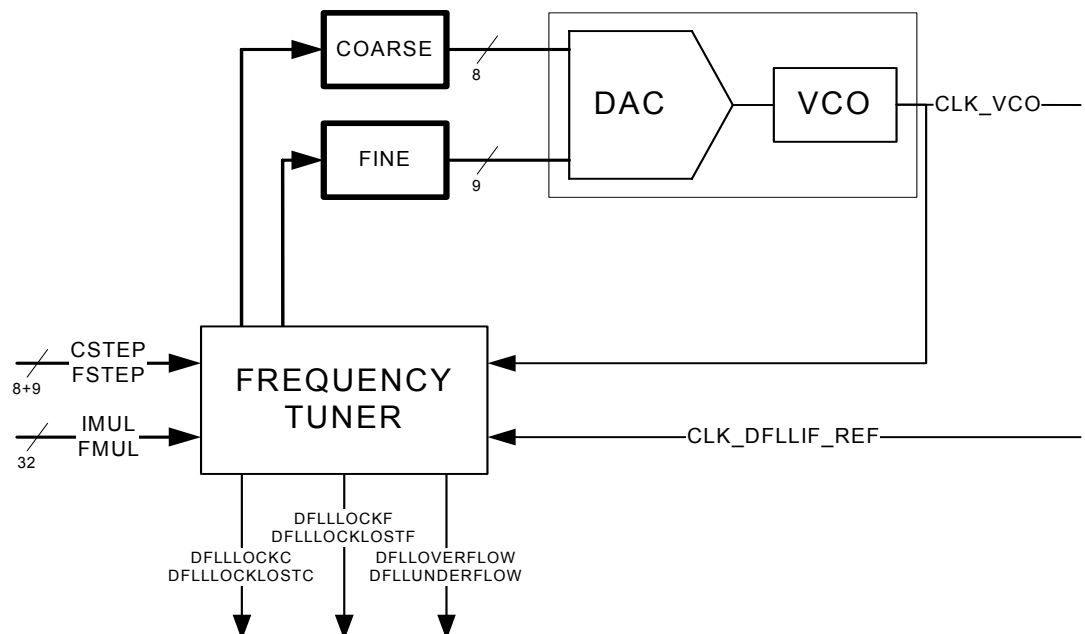 COARSE
8
DAC
VCO
CLK_VCO
FINE
9
CSTEP
FSTEP
8+9
FREQUENCY
TUNER
IMUL
FMUL
32
CLK_DFLLIF_REF
DFLLLOCKF
DFLLLOCKLOSTF
DFLLLOCKC
DFLLLOCKLOSTC
DFLLOVERFLOW
DFLLUNDERFLOW